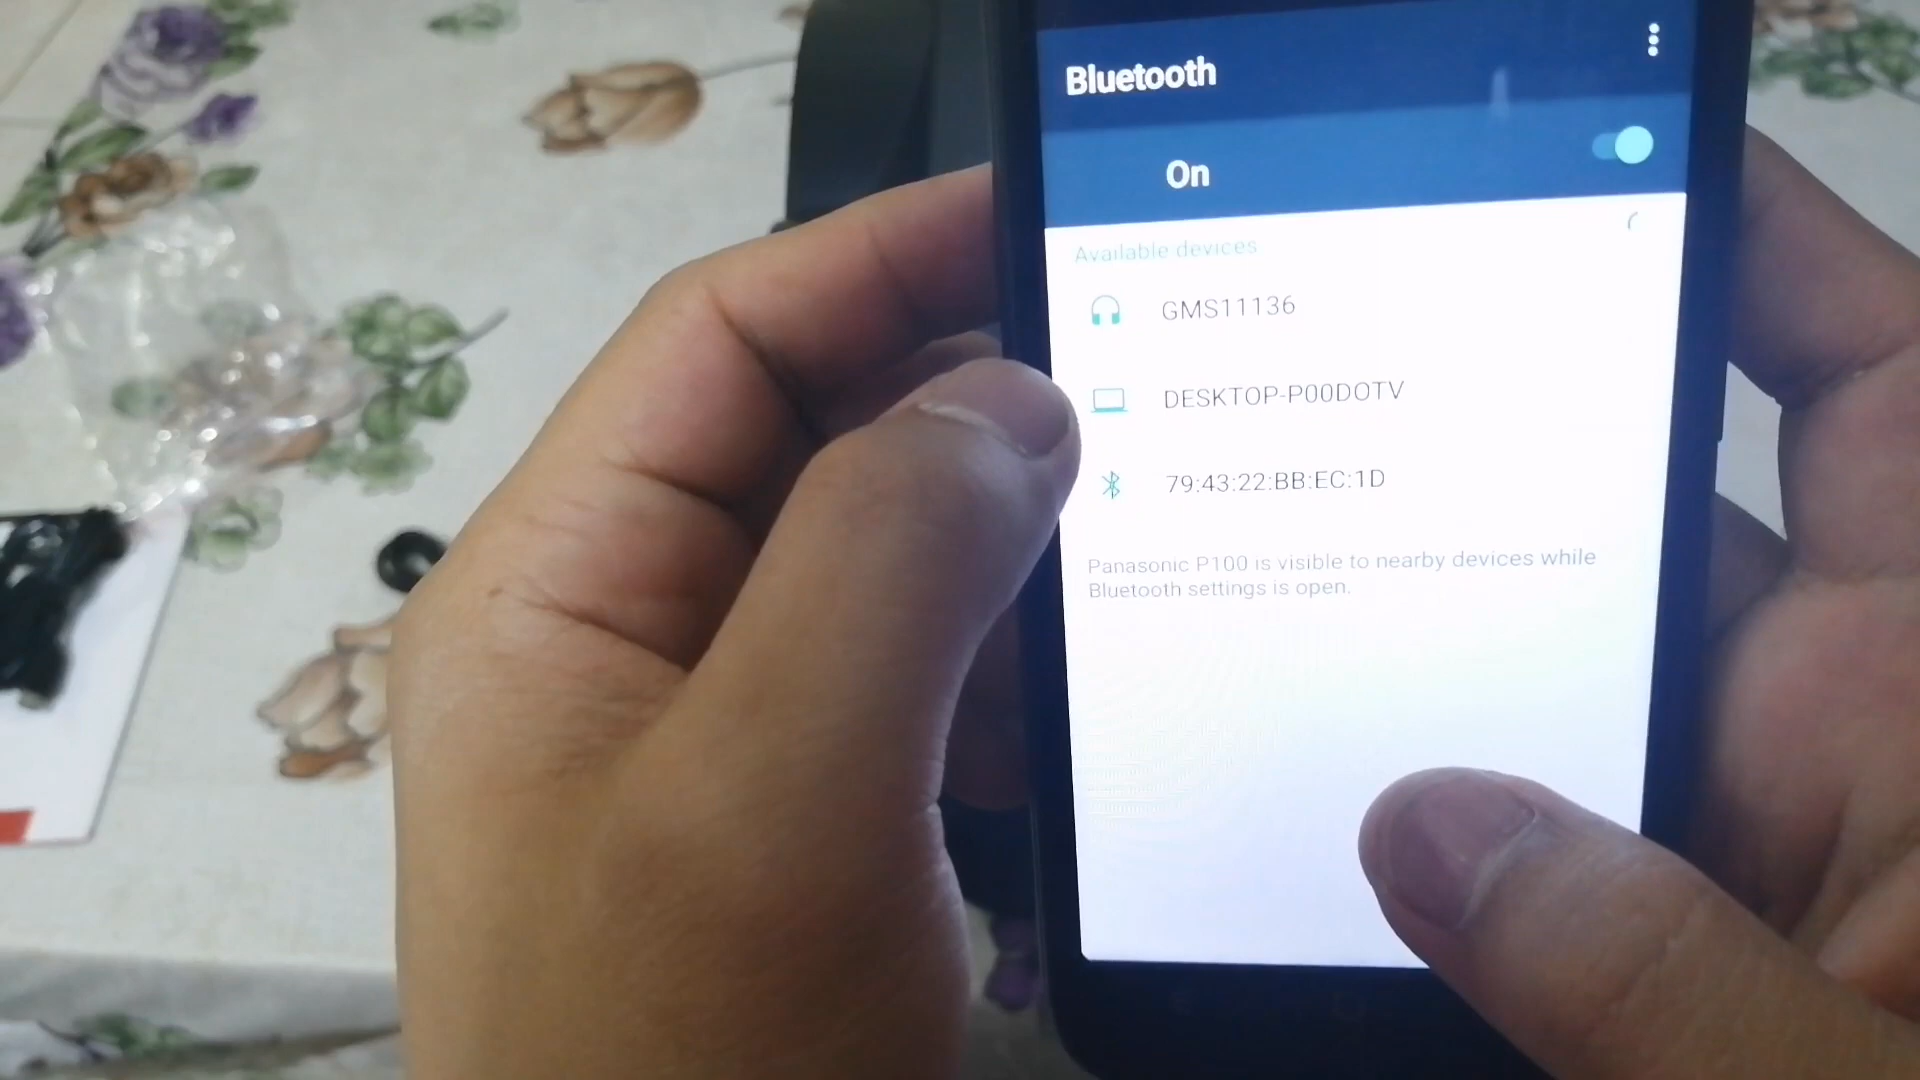 Bluetooth
On
Available devices
GMS11136
DESKTOP-P00DOTV
79:43:22:BB:EC:1D
Panasonic P100 is visible to nearby devices while
Bluetooth settings is open.